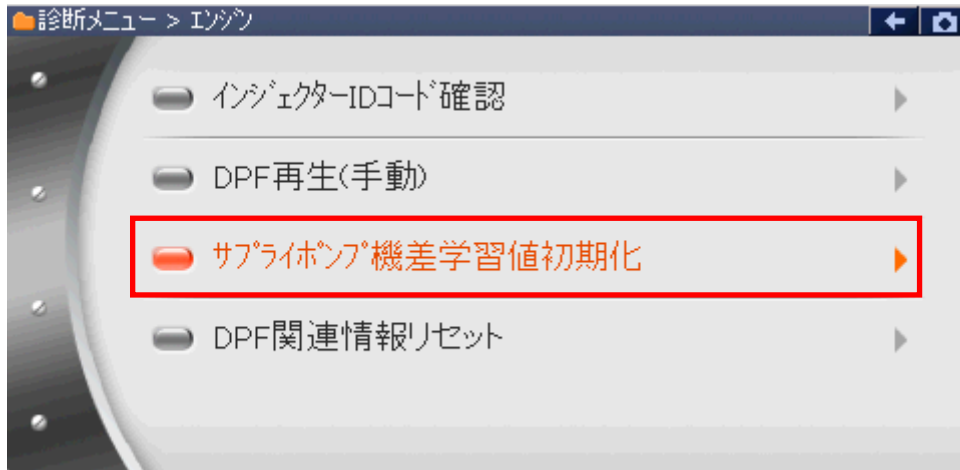 診断メニュー > エンジン
インジェクターIDコード確認
DPF再生(手動)
サプライポンプ機差学習値初期化
DPF関連情報リセット